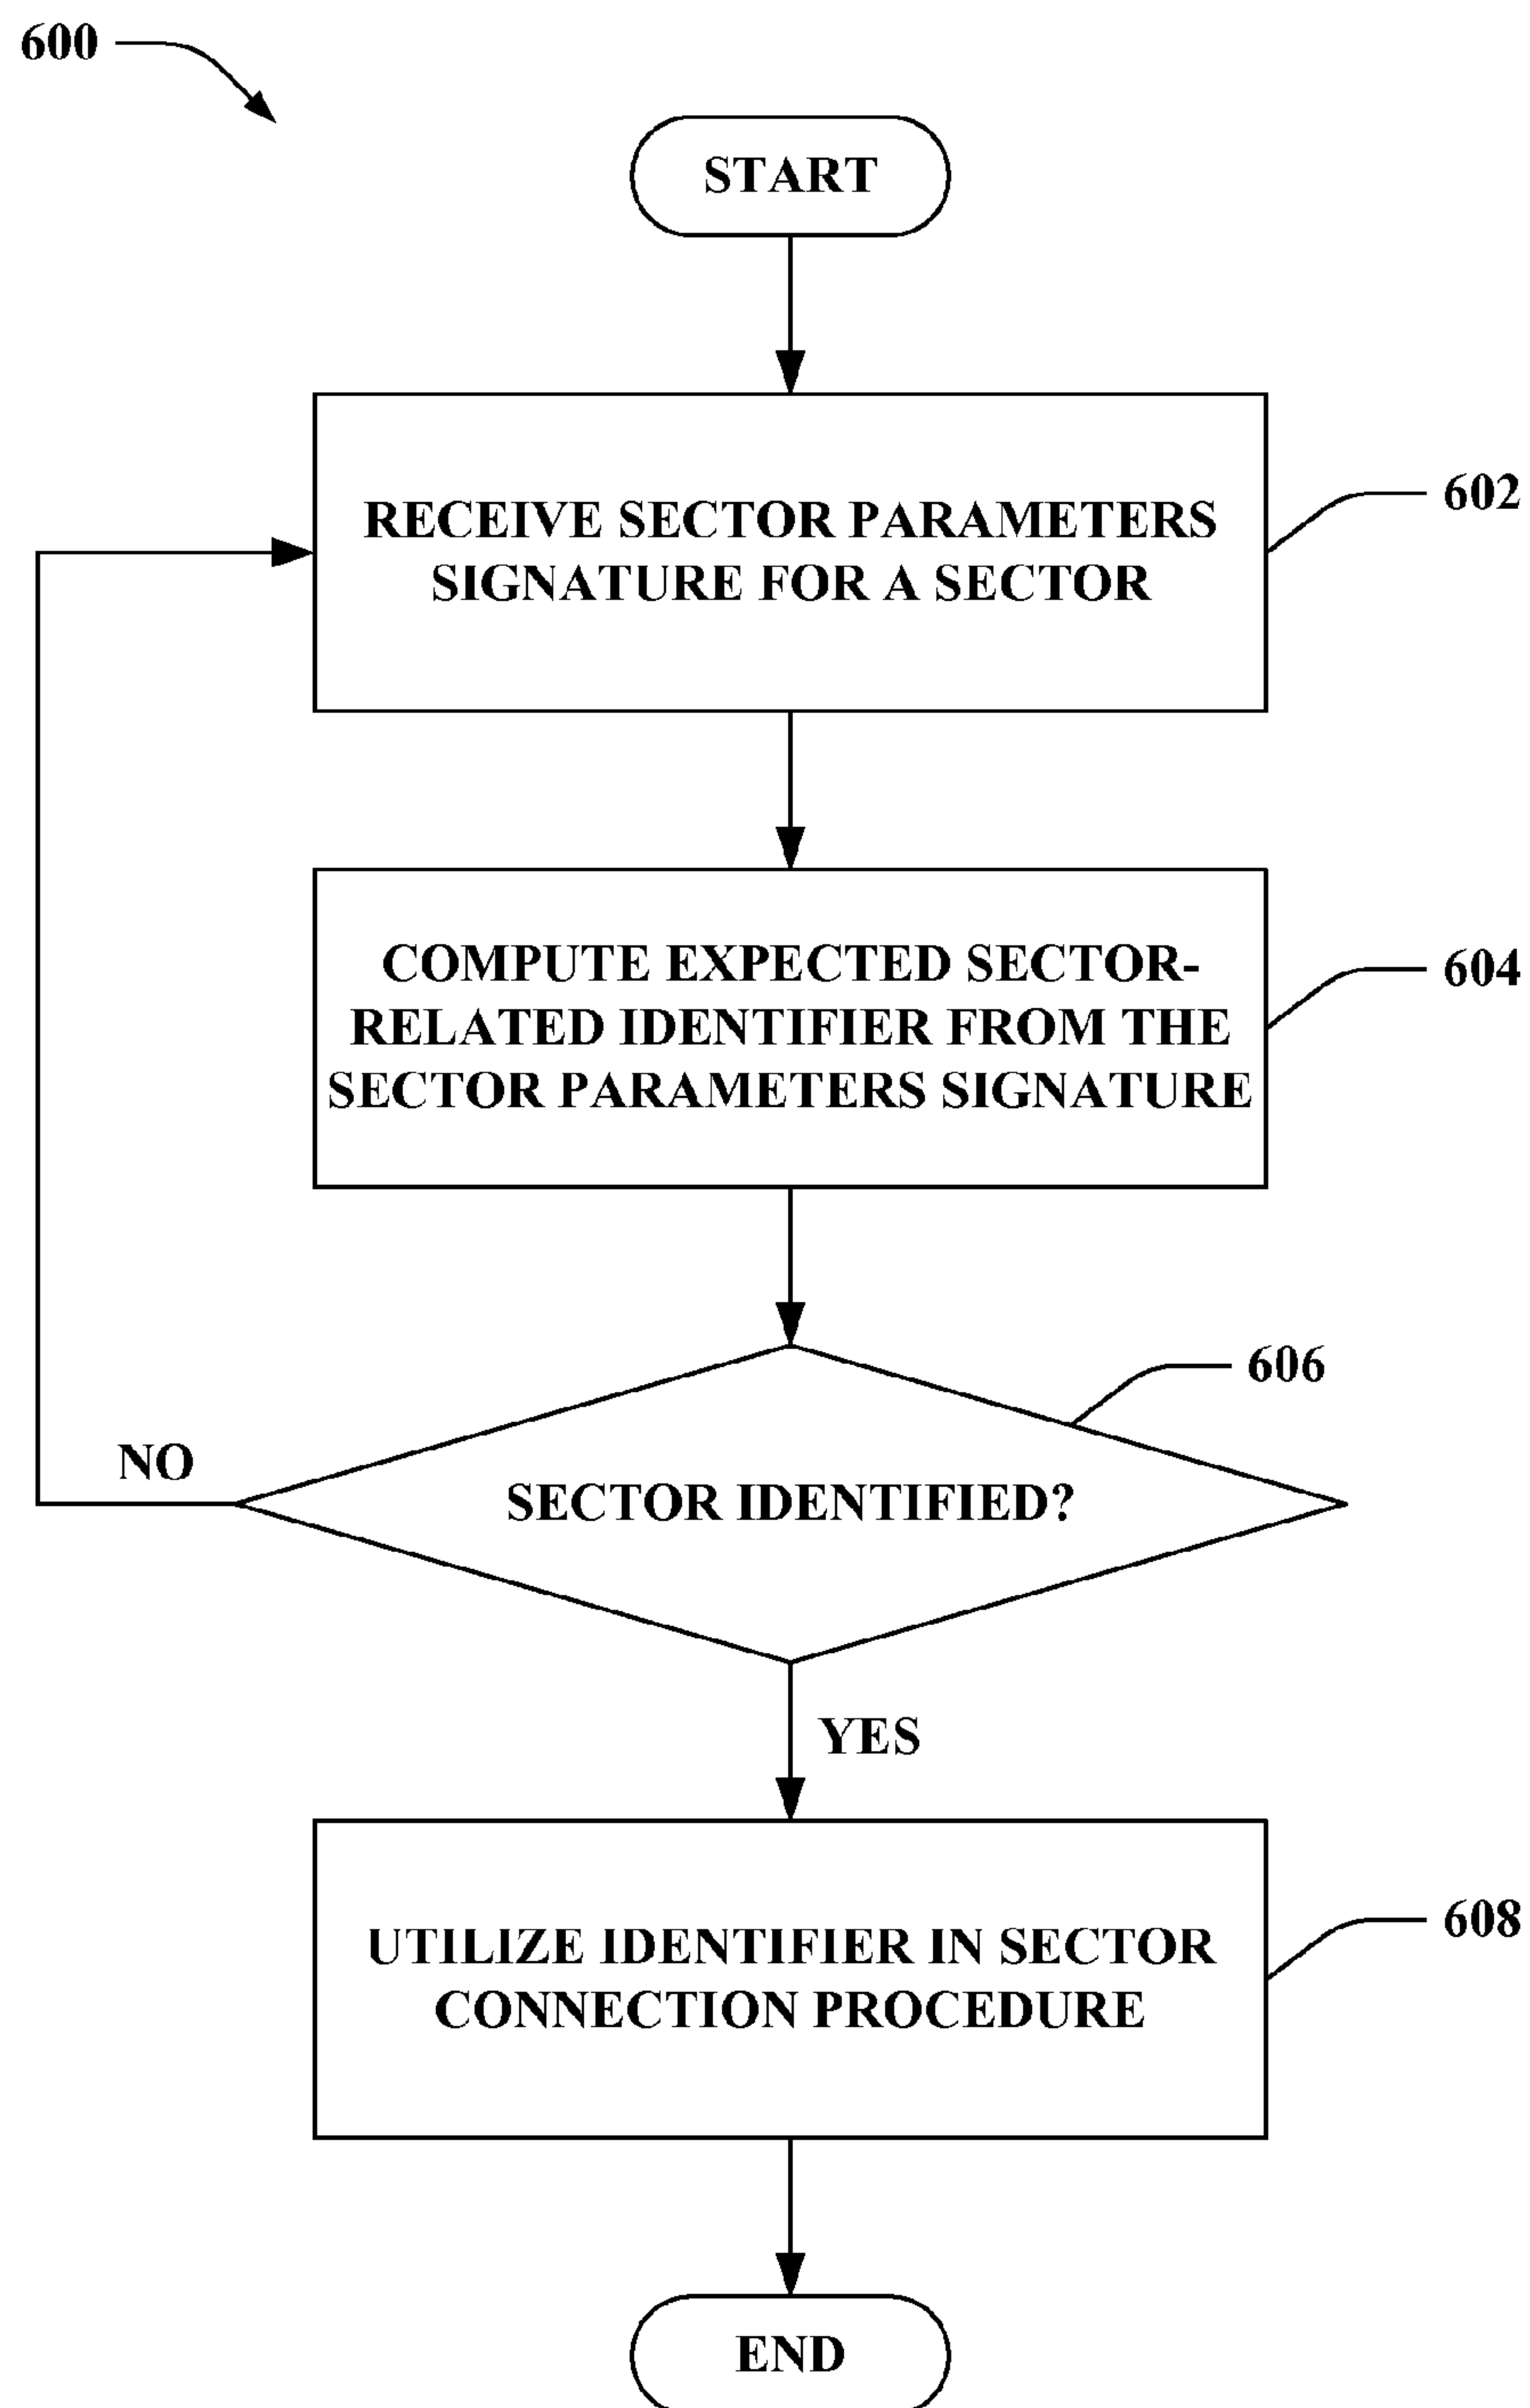 600
START
RECEIVE SECTOR PARAMETERS
SIGNATURE FOR A SECTOR
602
COMPUTE EXPECTED SECTOR-
RELATED IDENTIFIER FROM THE
SECTOR PARAMETERS SIGNATURE
604
606
NO
SECTOR IDENTIFIED?
YES
UTILIZE IDENTIFIER IN SECTOR
CONNECTION PROCEDURE
608
END